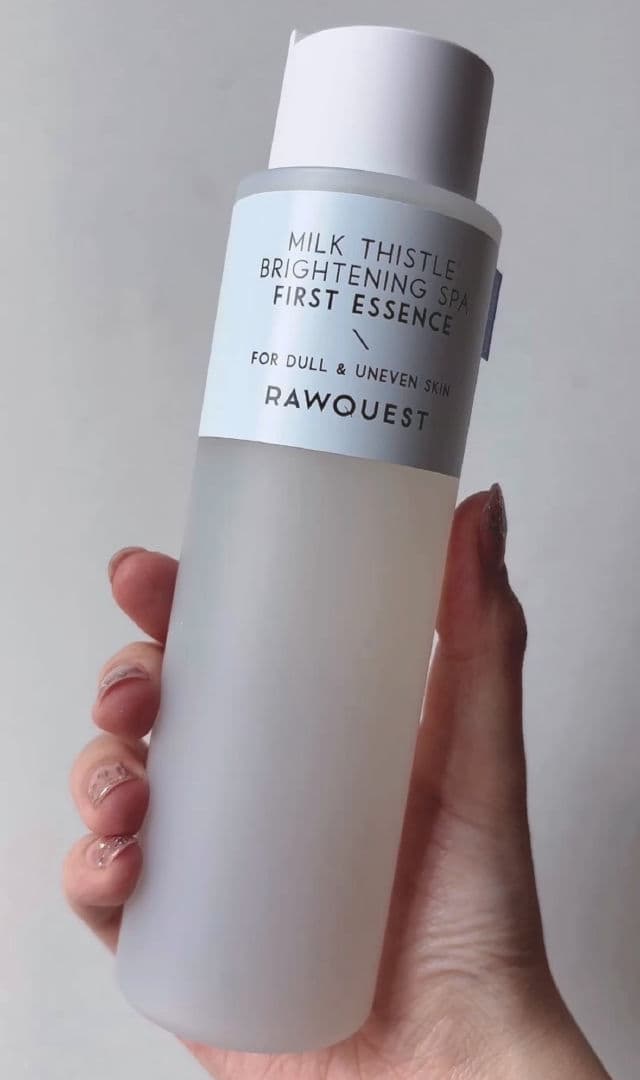 MILK THISTLE
BRIGHTENING SPA
FIRST ESSENCE
\
FOR DULL & UNEVEN SKIN
RAWQUEST